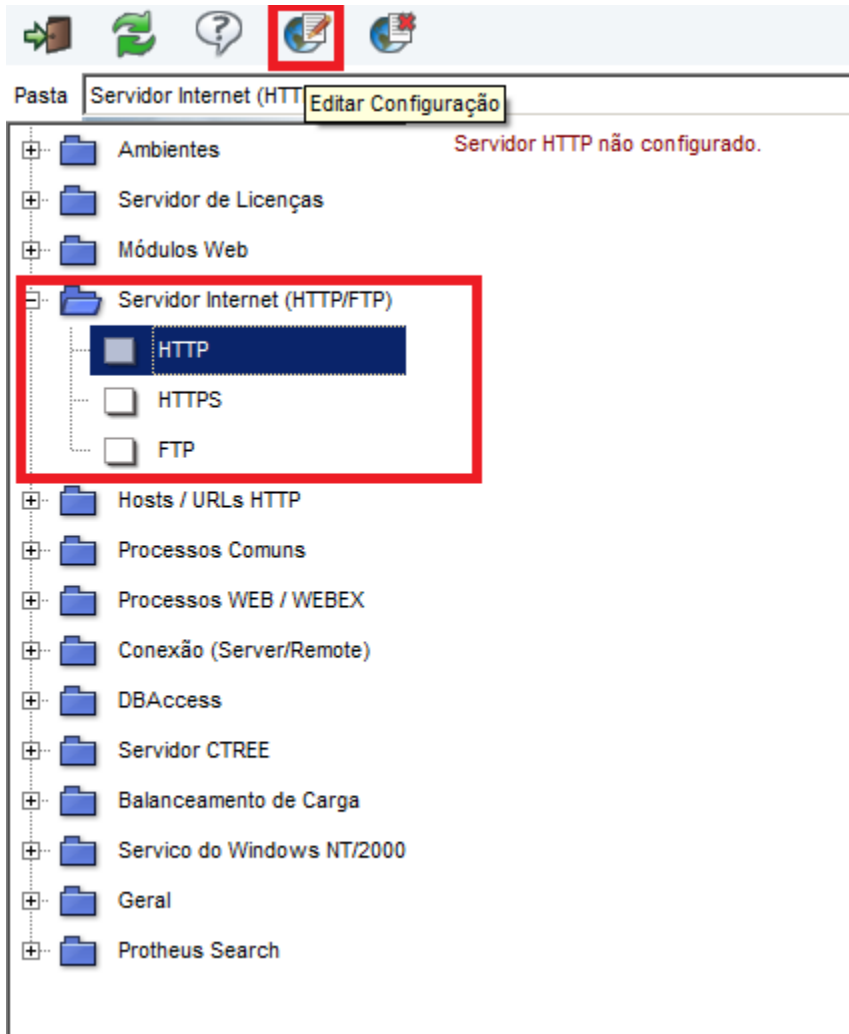 Pasta Servidor Internet (HTT
Editar Configuração
Servidor HTTP não configurado.
Ambientes
Servidor de Licenças
Módulos Web
Servidor Internet (HTTP/FTP)
HTTP
HTTPS
FTP
Hosts / URLs HTTP
Processos Comuns
Processos WEB / WEBEX
Conexão (Server/Remote)
DBAccess
Servidor CTREE
Balanceamento de Carga
Servico do Windows NT/2000
Geral
Protheus Search